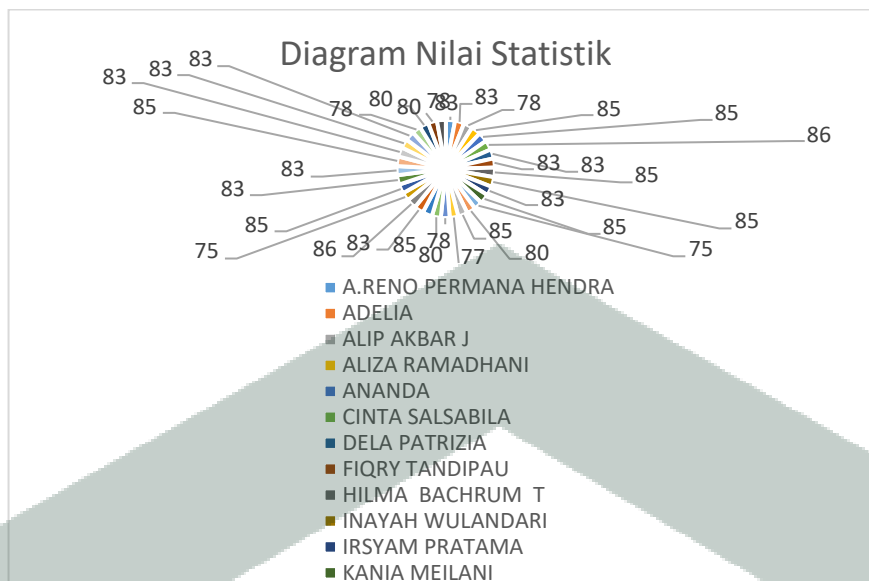 Diagram Nilai Statistik
83
83
78
85
85
86
83
83
85
85
83
85
75
80
85
77
78
80
85
83
86
75
85
83
83
85
83
83
83
78
80
80
78
A.RENO PERMANA HENDRA
ADELIA
ALIP AKBAR J
ALIZA RAMADHANI
ANANDA
CINTA SALSABILA
DELA PATRIZIA
FIQRY TANDIPAU
HILMA BACHRUM T
INAYAH WULANDARI
IRSYAM PRATAMA
KANIA MEILANI